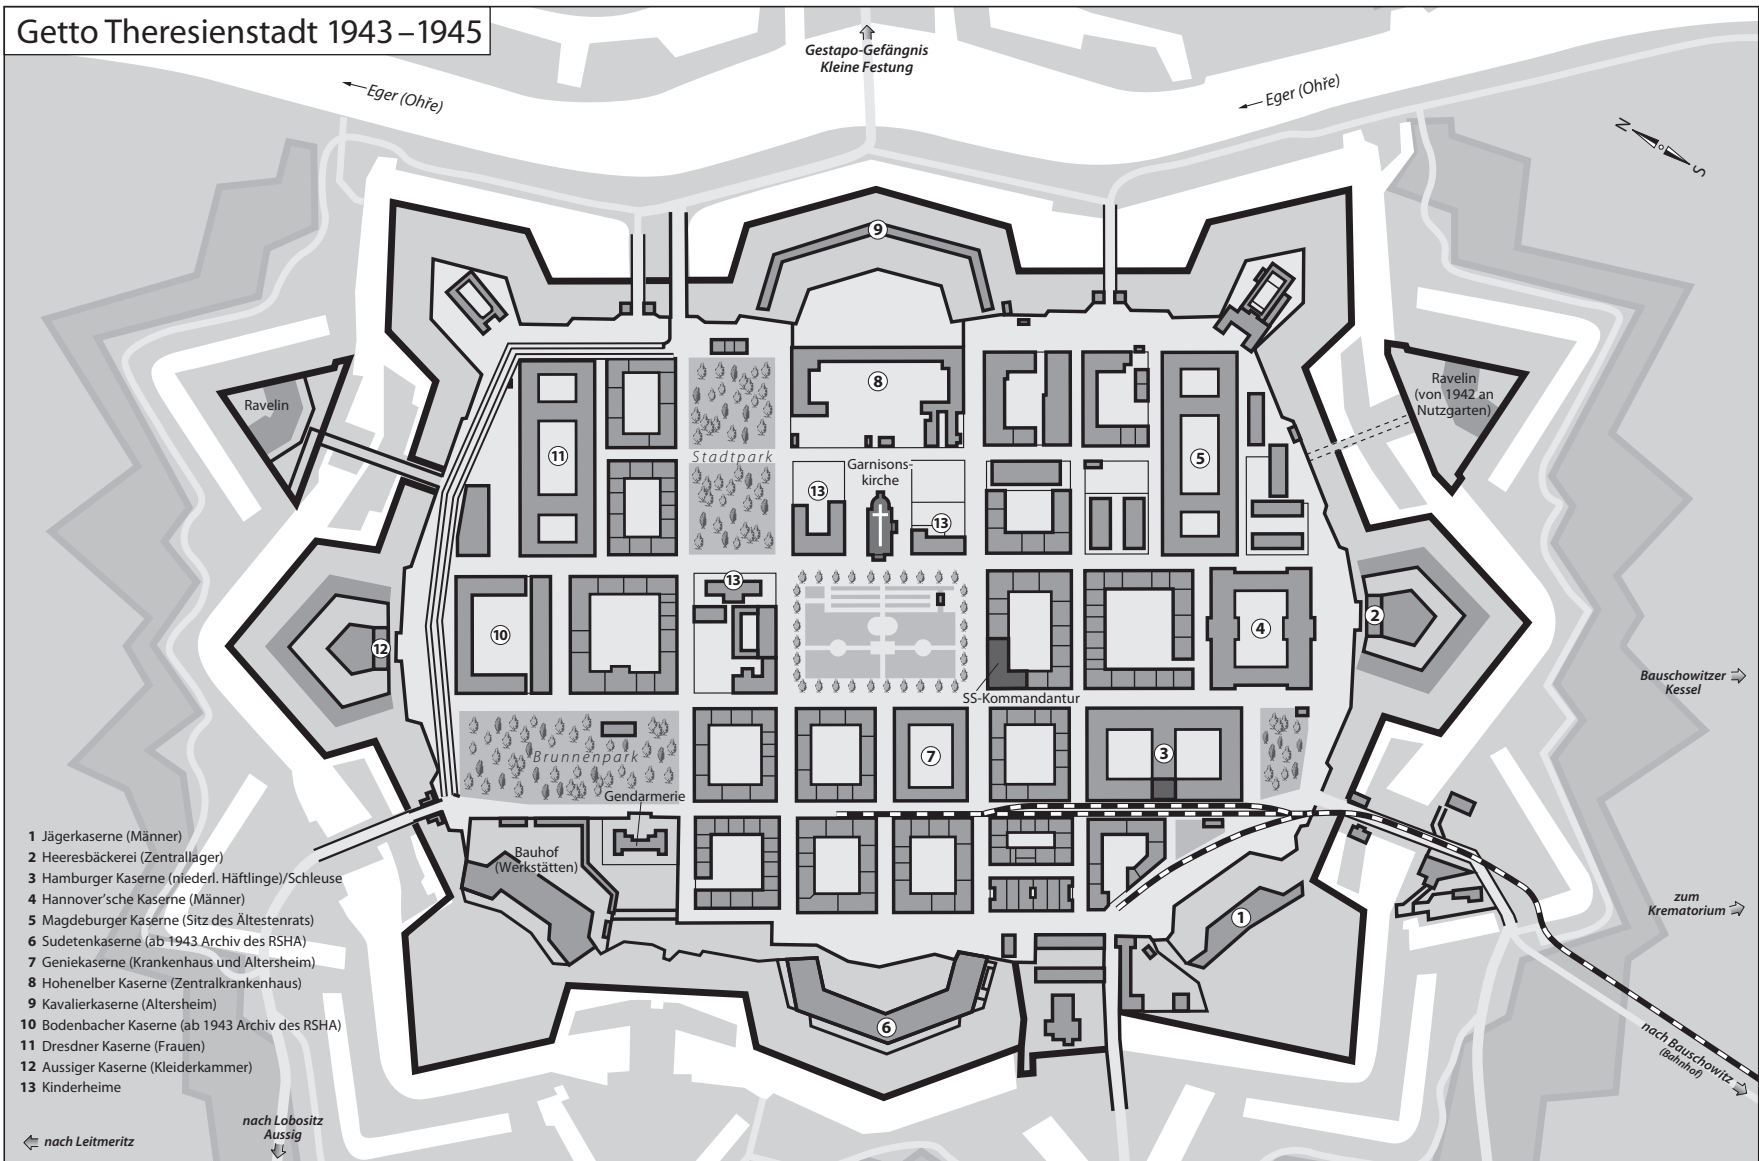 Getto Theresienstadt 1943–1945
Gestapo-Gefängnis
Kleine Festung
Eger (Ohře)
Eger (Ohře)
N
S
9
Ravelin
Ravelin
(von 1942 an
Nutzgarten)
8
11
Stadtpark
Garnisons-
kirche
5
13
13
13
10
12
4
2
SS-Kommandantur
Bauschowitzer
Kessel
7
3
Brunnenpark
Gendarmerie
Bauhof
(Werkstätten)
1
6
zum
Krematorium
nach Bauschowitz
(Bahnhof)
1 Jägerkaserne (Männer)
2 Heeresbäckerei (Zentrallager)
3 Hamburger Kaserne (niederl. Häftlinge)/Schleuse
4 Hannover'sche Kaserne (Männer)
5 Magdeburger Kaserne (Sitz des Ältestenrats)
6 Sudetenkaserne (ab 1943 Archiv des RSHA)
7 Geniekaserne (Krankenhaus und Altersheim)
8 Hohenelber Kaserne (Zentralkrankenhaus)
9 Kavalierkaserne (Altersheim)
10 Bodenbacher Kaserne (ab 1943 Archiv des RSHA)
11 Dresdner Kaserne (Frauen)
12 Aussiger Kaserne (Kleiderkammer)
13 Kinderheime
nach Leitmeritz
nach Lobositz
Aussig